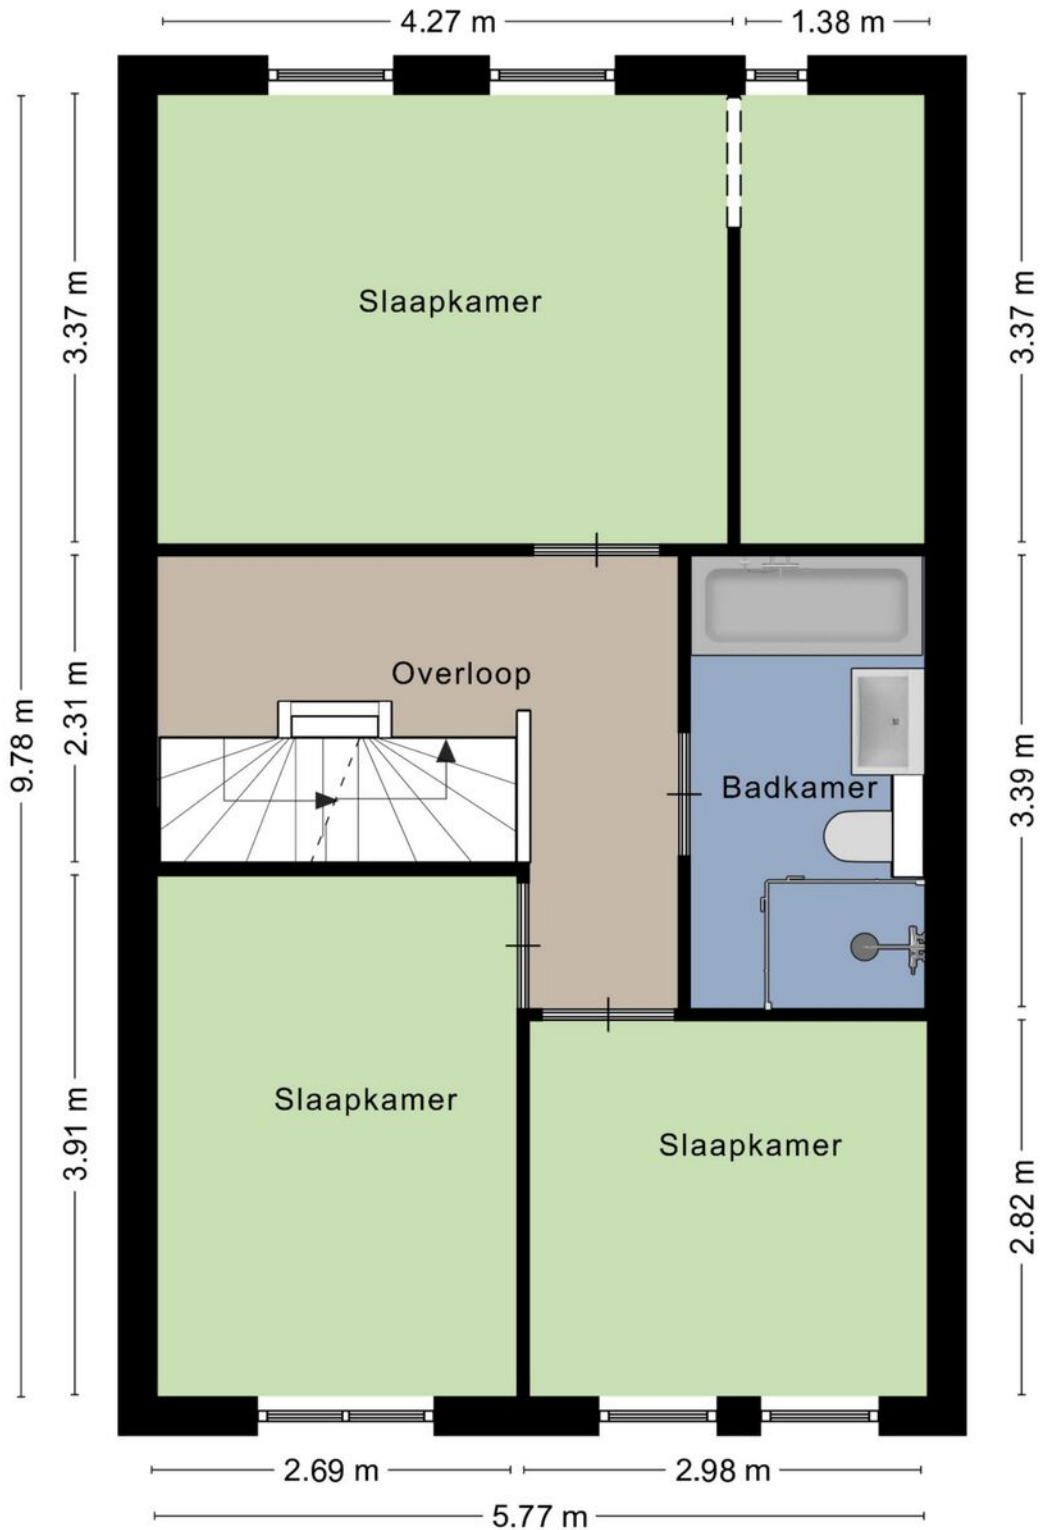 4.27 m
1.38 m
3.37 m
3.37 m
Slaapkamer
9.78 m
2.31 m
Overloop
Badkamer
3.39 m
3.91 m
Slaapkamer
Slaapkamer
2.82 m
2.69 m
2.98 m
5.77 m